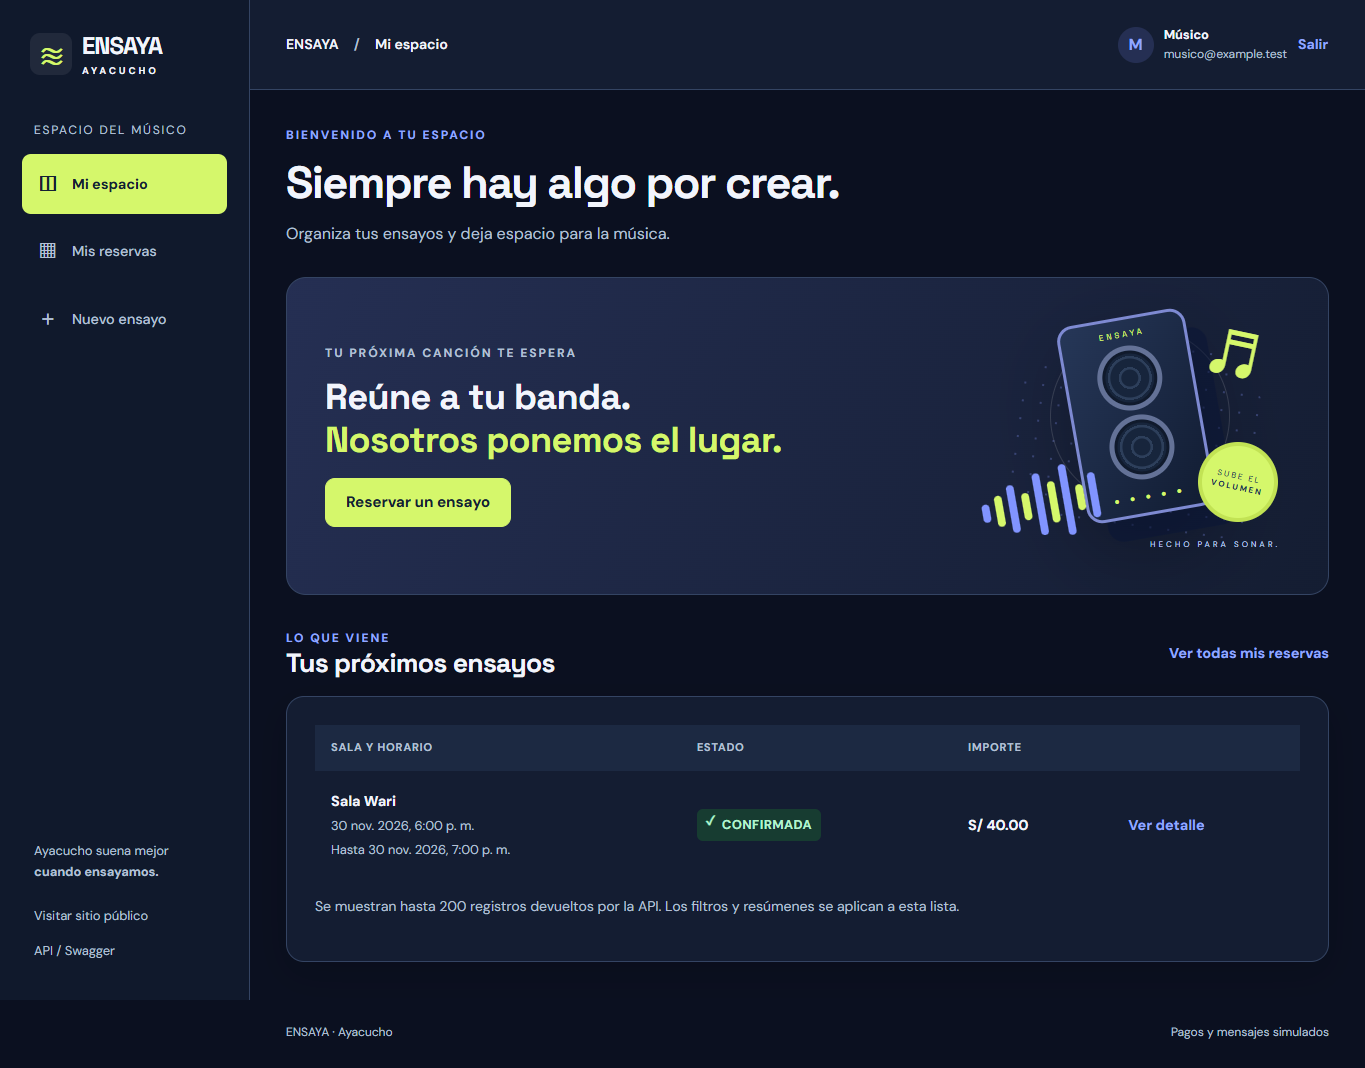 ENSAYA
AYACUCHO
ESPACIO DEL MÚSICO
Mi espacio
Mis reservas
Nuevo ensayo
Ayacucho suena mejor
cuando ensayamos.
Visitar sitio público
API / Swagger
ENSAYA / Mi espacio
M
Músico
musico@example.test
Salir
BIENVENIDO A TU ESPACIO
Siempre hay algo por crear.
Organiza tus ensayos y deja espacio para la música.
TU PRÓXIMA CANCIÓN TE ESPERA
Reúne a tu banda.
Nosotros ponemos el lugar.
Reservar un ensayo
ENSAYA
SUBE EL
VOLUMEN
HECHO PARA SONAR.
LO QUE VIENE
Tus próximos ensayos
Ver todas mis reservas
SALA Y HORARIO ESTADO IMPORTE
Sala Wari
30 nov. 2026, 6:00 p. m.
Hasta 30 nov. 2026, 7:00 p. m.
✓ CONFIRMADA
S/ 40.00
Ver detalle
Se muestran hasta 200 registros devueltos por la API. Los filtros y resúmenes se aplican a esta lista.
ENSAYA · Ayacucho
Pagos y mensajes simulados